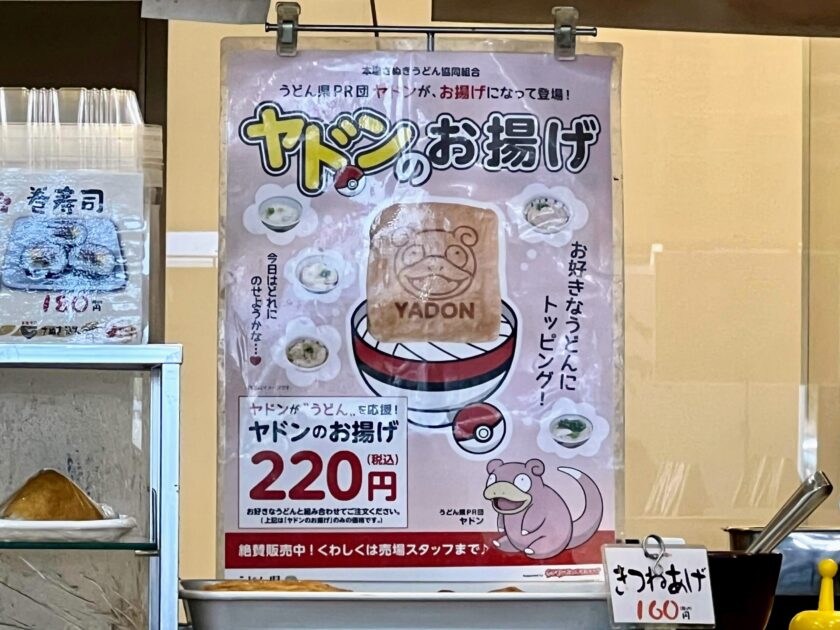 本場さぬきうどん協同組合
うどん県PR団 ヤドンが、お揚げになって登場！
ヤドンのお揚げ
今日はどれに
のせようかな…♥
YADON
お好きなうどんに
トッピング！
ヤドンが"うどん"を応援！
ヤドンのお揚げ
220円
(税込)
お好きなうどんと組み合わせてご注文ください。
(上記は「ヤドンのお揚げ」のみの価格です。)
うどん県PR団
ヤドン
絶賛販売中！くわしくは売場スタッフまで♪
うどん県
巻寿司
180円
きつねあげ
160円